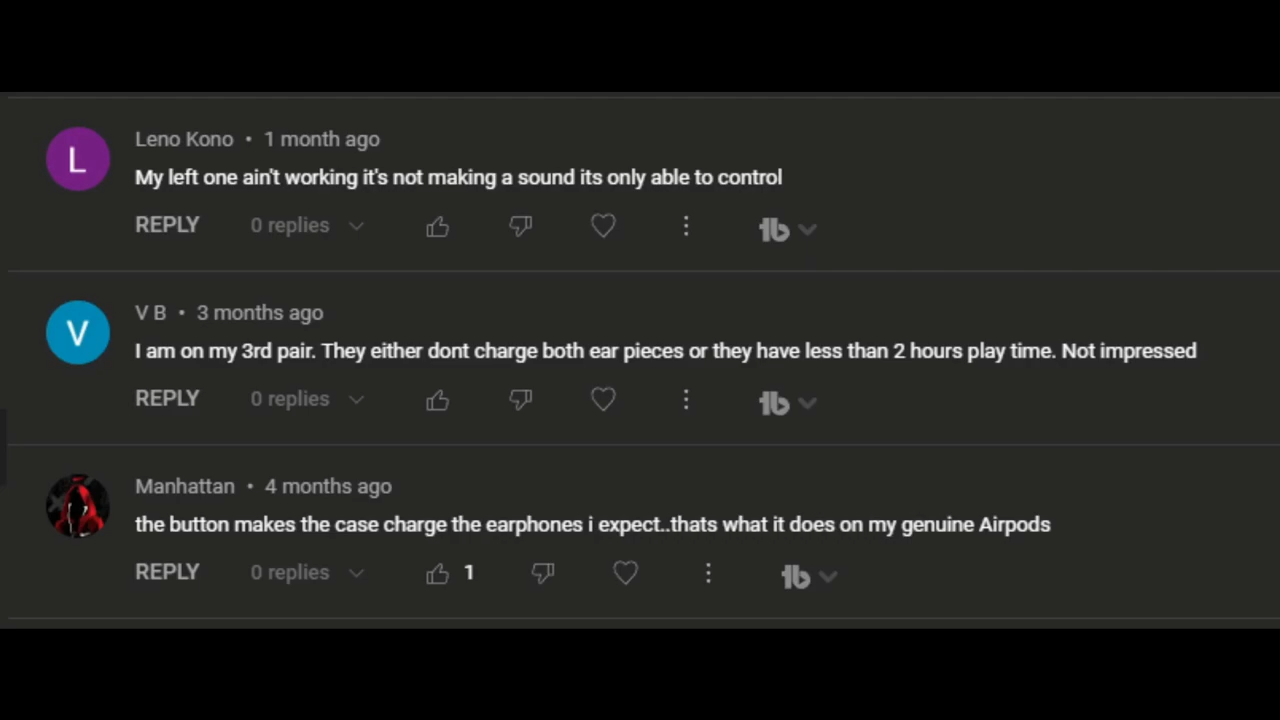 L
Leno Kono • 1 month ago
My left one ain't working it's not making a sound its only able to control
REPLY 0 replies
V
V B • 3 months ago
I am on my 3rd pair. They either dont charge both ear pieces or they have less than 2 hours play time. Not impressed
REPLY 0 replies
Manhattan • 4 months ago
the button makes the case charge the earphones i expect..thats what it does on my genuine Airpods
REPLY 0 replies 1